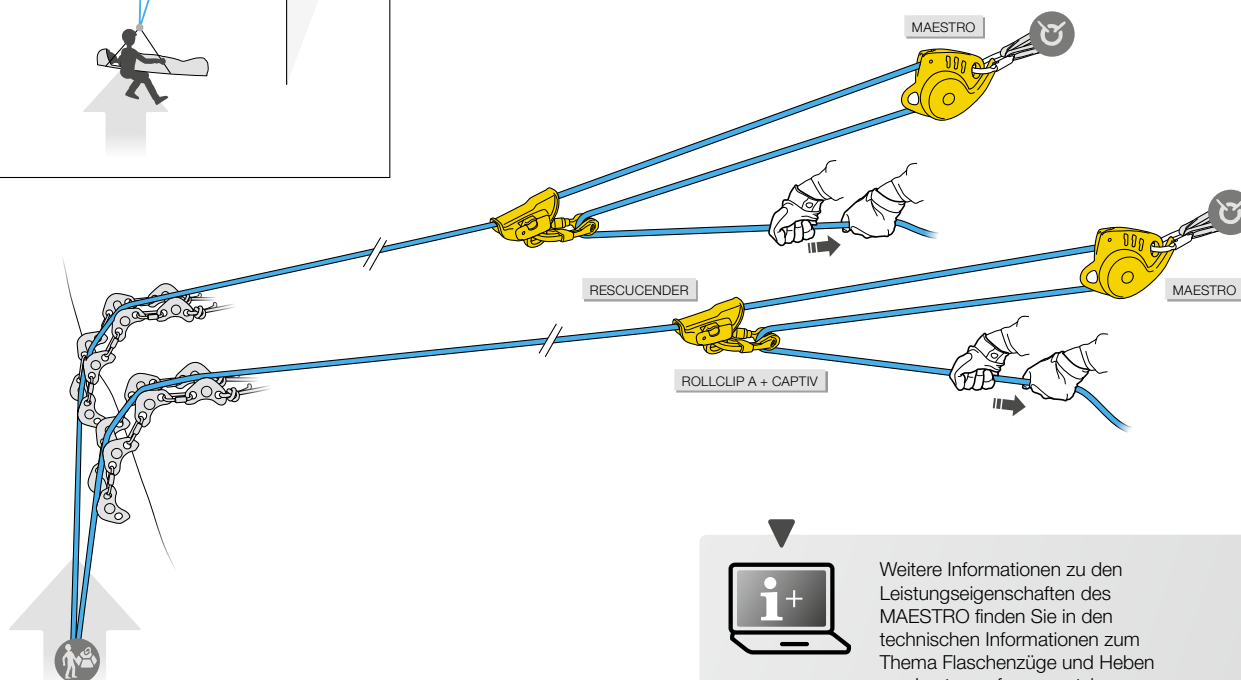 MAESTRO
RESCUCENDER
MAESTRO
ROLLCLIP A + CAPTIV
i+
Weitere Informationen zu den
Leistungseigenschaften des
MAESTRO finden Sie in den
technischen Informationen zum
Thema Flaschenzüge und Heben